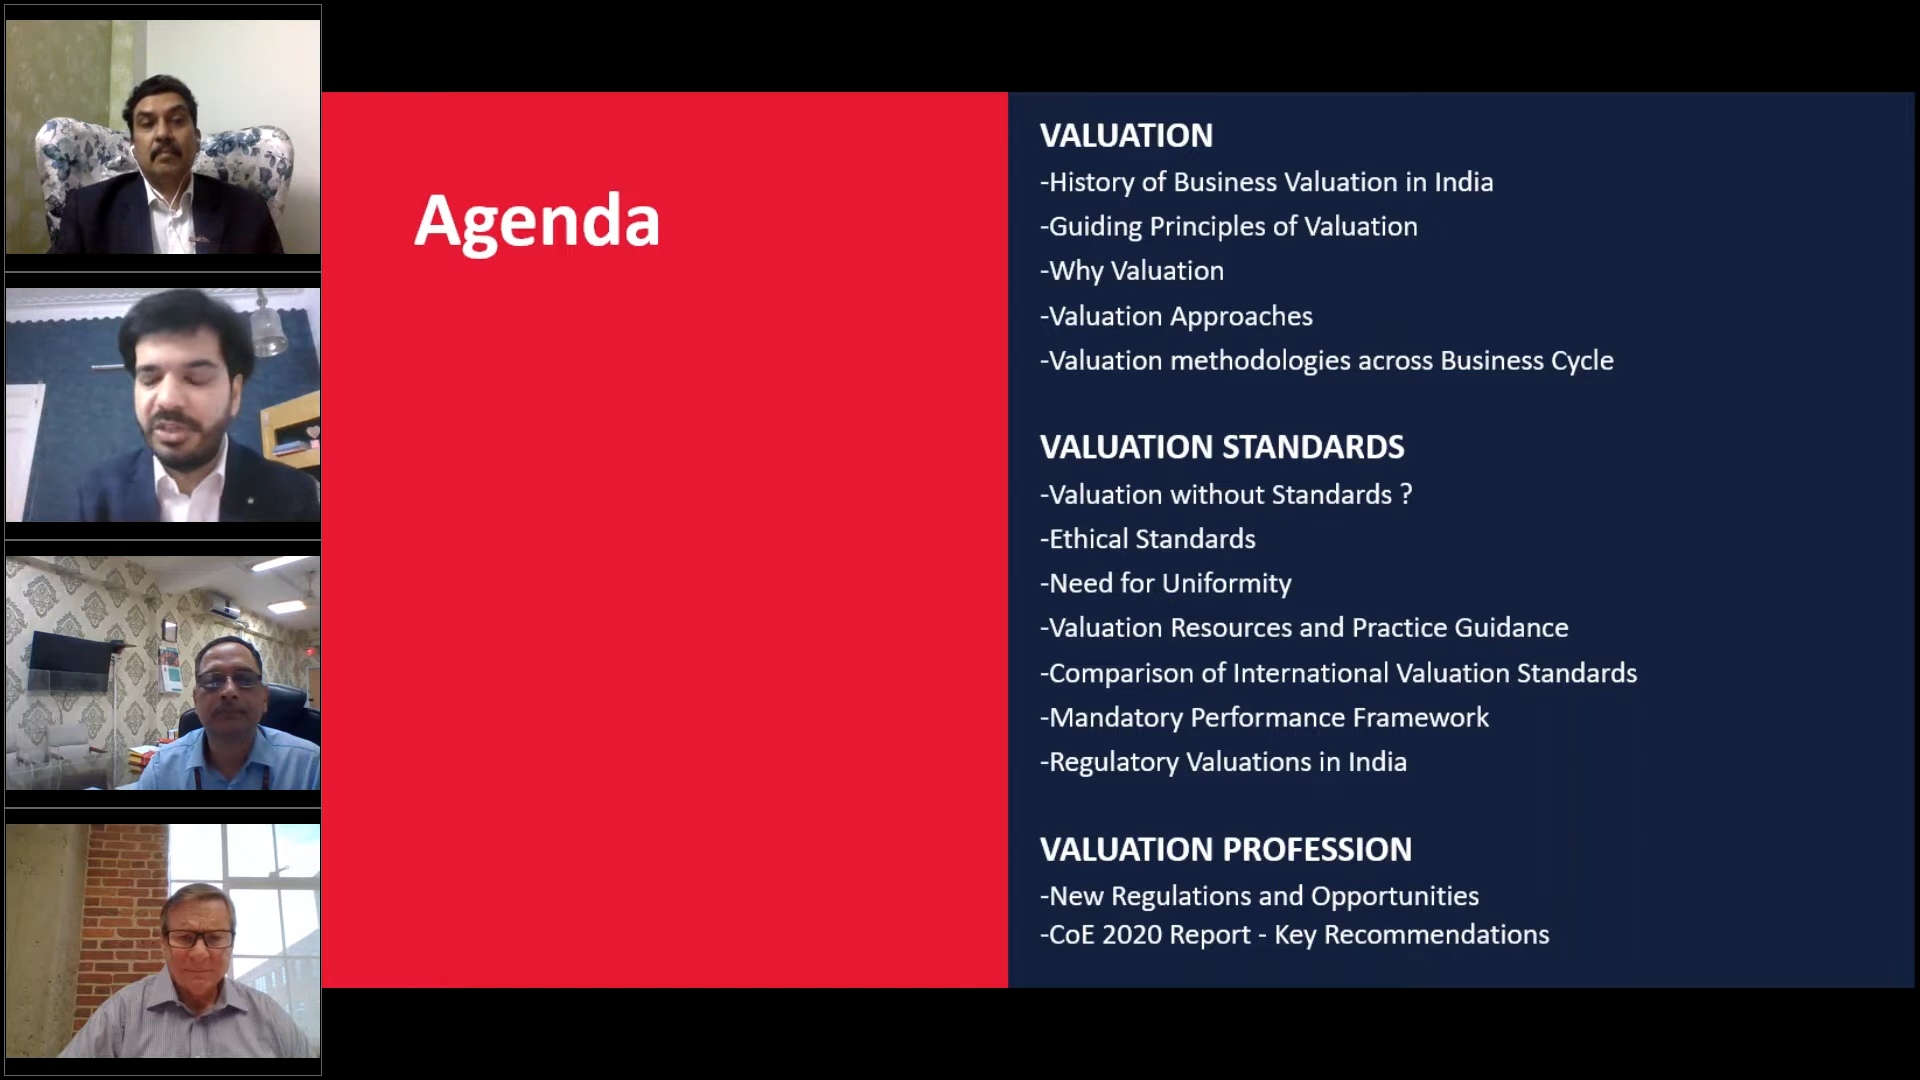 Agenda
VALUATION
-History of Business Valuation in India
-Guiding Principles of Valuation
-Why Valuation
-Valuation Approaches
-Valuation methodologies across Business Cycle
VALUATION STANDARDS
-Valuation without Standards ?
-Ethical Standards
-Need for Uniformity
-Valuation Resources and Practice Guidance
-Comparison of International Valuation Standards
-Mandatory Performance Framework
-Regulatory Valuations in India
VALUATION PROFESSION
-New Regulations and Opportunities
-CoE 2020 Report - Key Recommendations